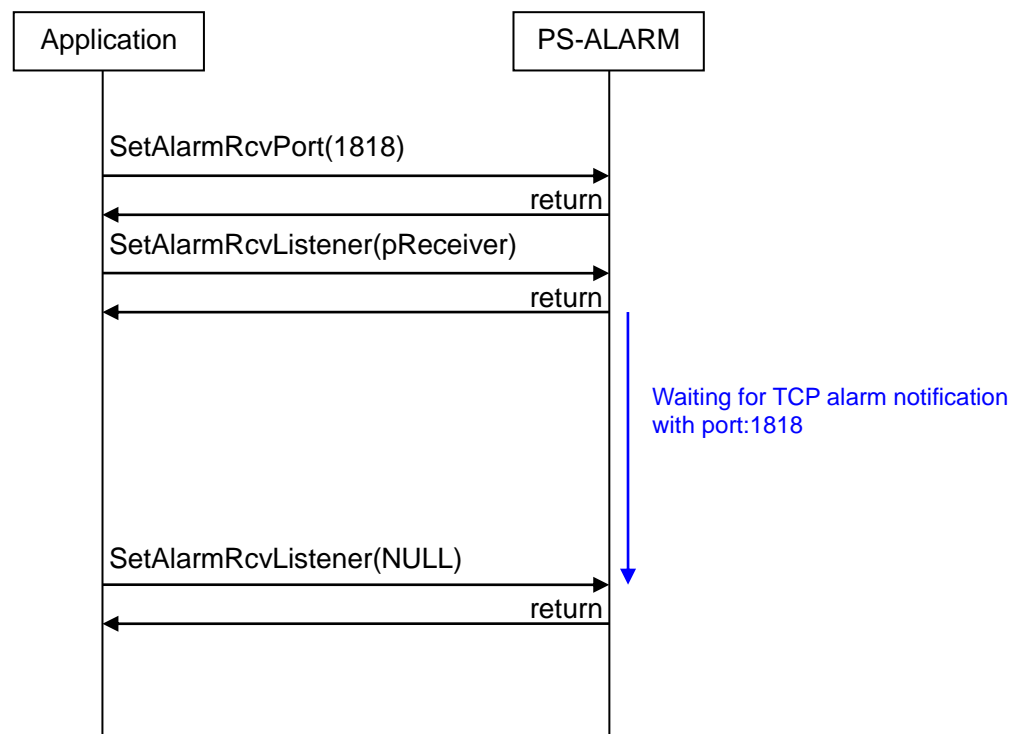 Application
PS-ALARM
SetAlarmRcvPort(1818)
return
SetAlarmRcvListener(pReceiver)
return
Waiting for TCP alarm notification
with port:1818
SetAlarmRcvListener(NULL)
return